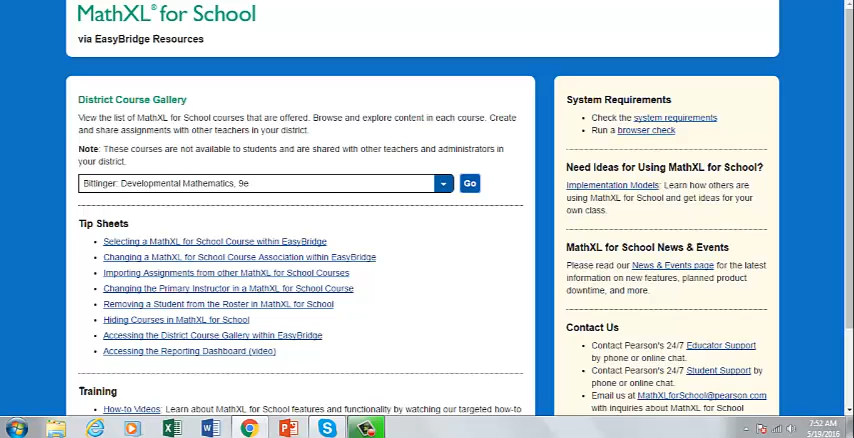 MathXL® for School
via EasyBridge Resources
District Course Gallery
View the list of MathXL for School courses that are offered. Browse and explore content in each course. Create
and share assignments with other teachers in your district.
Note: These courses are not available to students and are shared with other teachers and administrators in
your district.
Bittinger: Developmental Mathematics, 9e
Go
Tip Sheets
Selecting a MathXL for School Course within EasyBridge
Changing a MathXL for School Course Association within EasyBridge
Importing Assignments from other MathXL for School Courses
Changing the Primary Instructor in a MathXL for School Course
Removing a Student from the Roster in MathXL for School
Hiding Courses in MathXL for School
Accessing the District Course Gallery within EasyBridge
Accessing the Reporting Dashboard (video)
Training
How-to Videos: Learn about MathXL for School features and functionality by watching our targeted how-to
System Requirements
Check the system requirements
Run a browser check
Need Ideas for Using MathXL for School?
Implementation Models: Learn how others are
using MathXL for School and get ideas for your
own class.
MathXL for School News & Events
Please read our News & Events page for the latest
information on new features, planned product
downtime, and more.
Contact Us
Contact Pearson's 24/7 Educator Support
by phone or online chat.
Contact Pearson's 24/7 Student Support by
phone or online chat.
Email us at MathXLforSchool@pearson.com
with inquiries about MathXL for School
7:52 AM
5/19/2016